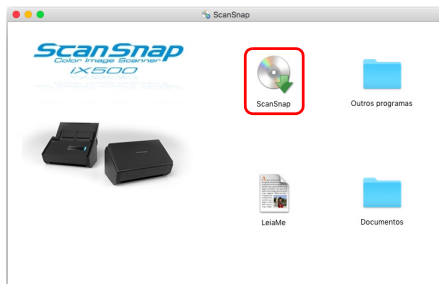 ScanSnap
ScanSnap
Color Image Scanner
iX500
ScanSnap
Outros programas
LeiaMe
Documentos